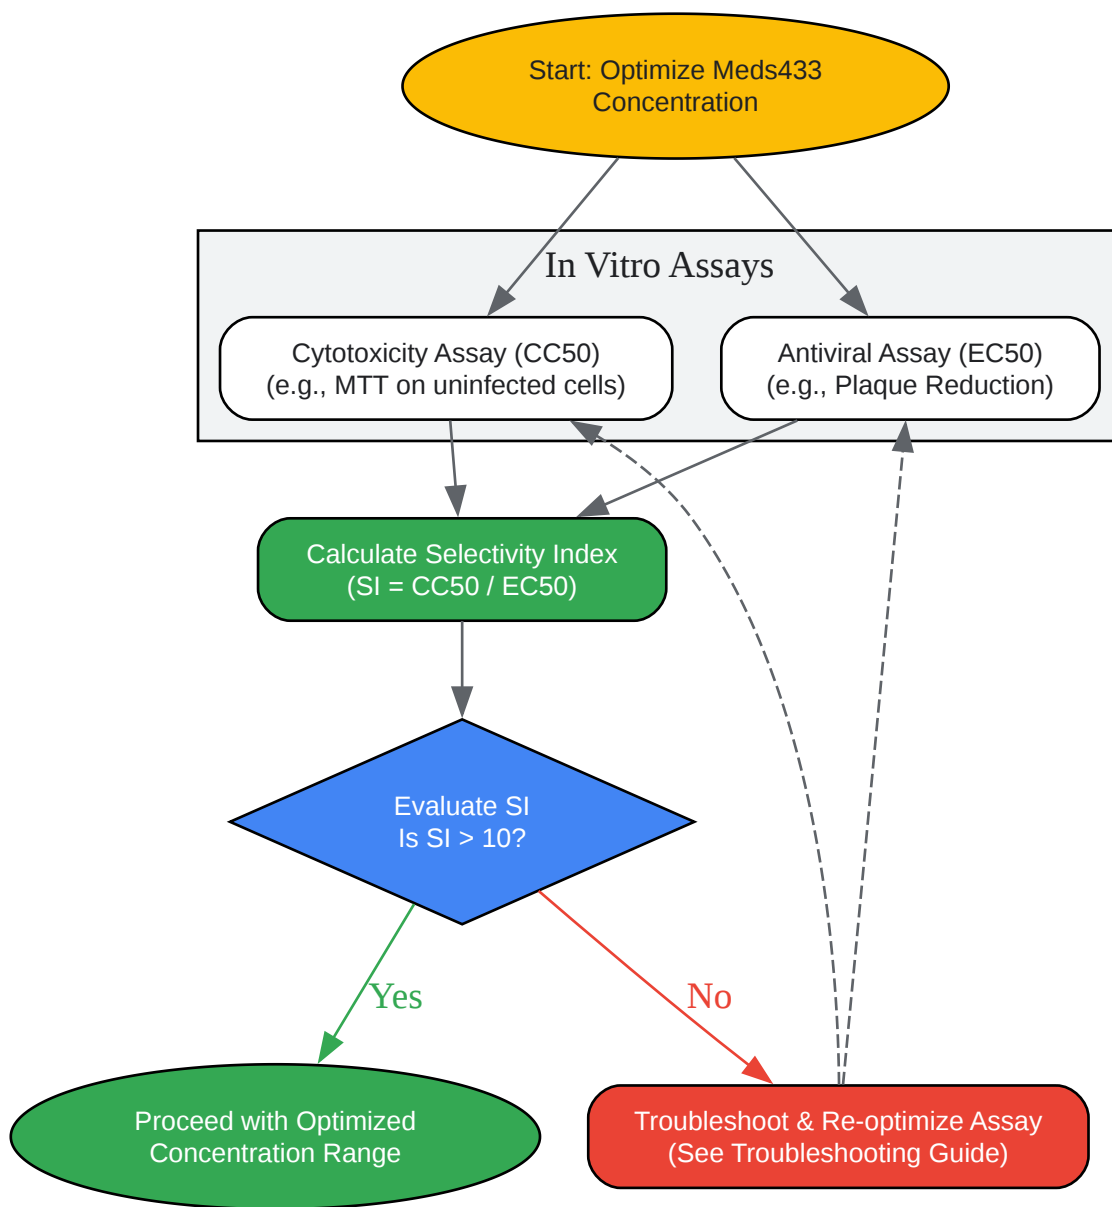 Start: Optimize Meds433
Concentration
In Vitro Assays
Cytotoxicity Assay (CC50)
(e.g., MTT on uninfected cells)
Antiviral Assay (EC50)
(e.g., Plaque Reduction)
Calculate Selectivity Index
(SI = CC50 / EC50)
Evaluate SI
Is SI > 10?
Yes
No
Proceed with Optimized
Concentration Range
Troubleshoot & Re-optimize Assay
(See Troubleshooting Guide)